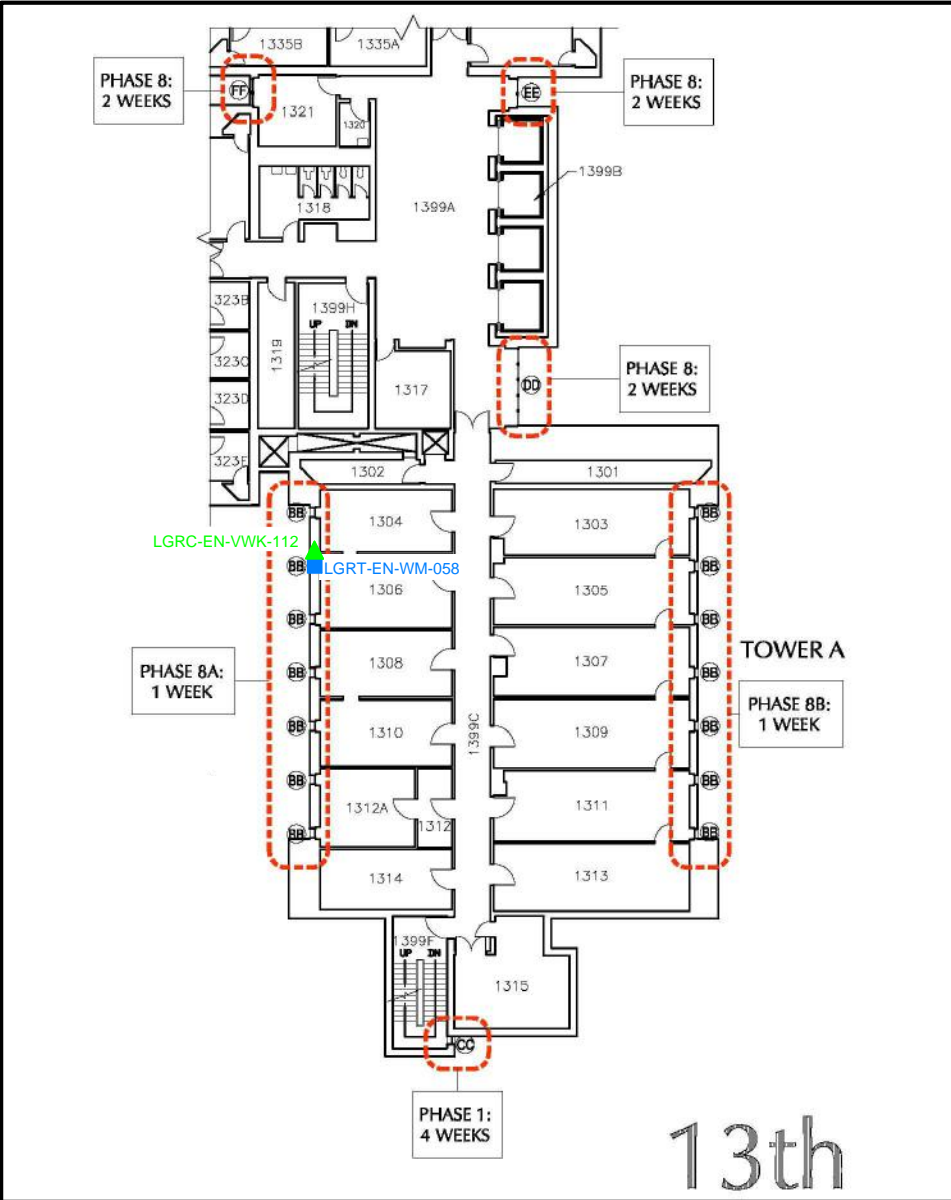 1335B
1335A
PHASE 8:
2 WEEKS
FF
EE
PHASE 8:
2 WEEKS
1321
1320
1399B
1318
1399A
323B
1399H
UP DN
323C
1319
1317
DD
PHASE 8:
2 WEEKS
323D
323E
1302
1301
BB
1304
1303
BB
LGRC-EN-VWK-112
BB
LGRT-EN-WM-058
BB
1306
1305
BB
BB
TOWER A
PHASE 8A:
1 WEEK
1308
1307
BB
BB
PHASE 8B:
1 WEEK
BB
1310
1399C
1309
BB
BB
1312A
1312
1311
BB
BB
BB
1314
1313
1399F
UP DN
1315
CC
PHASE 1:
4 WEEKS
13th